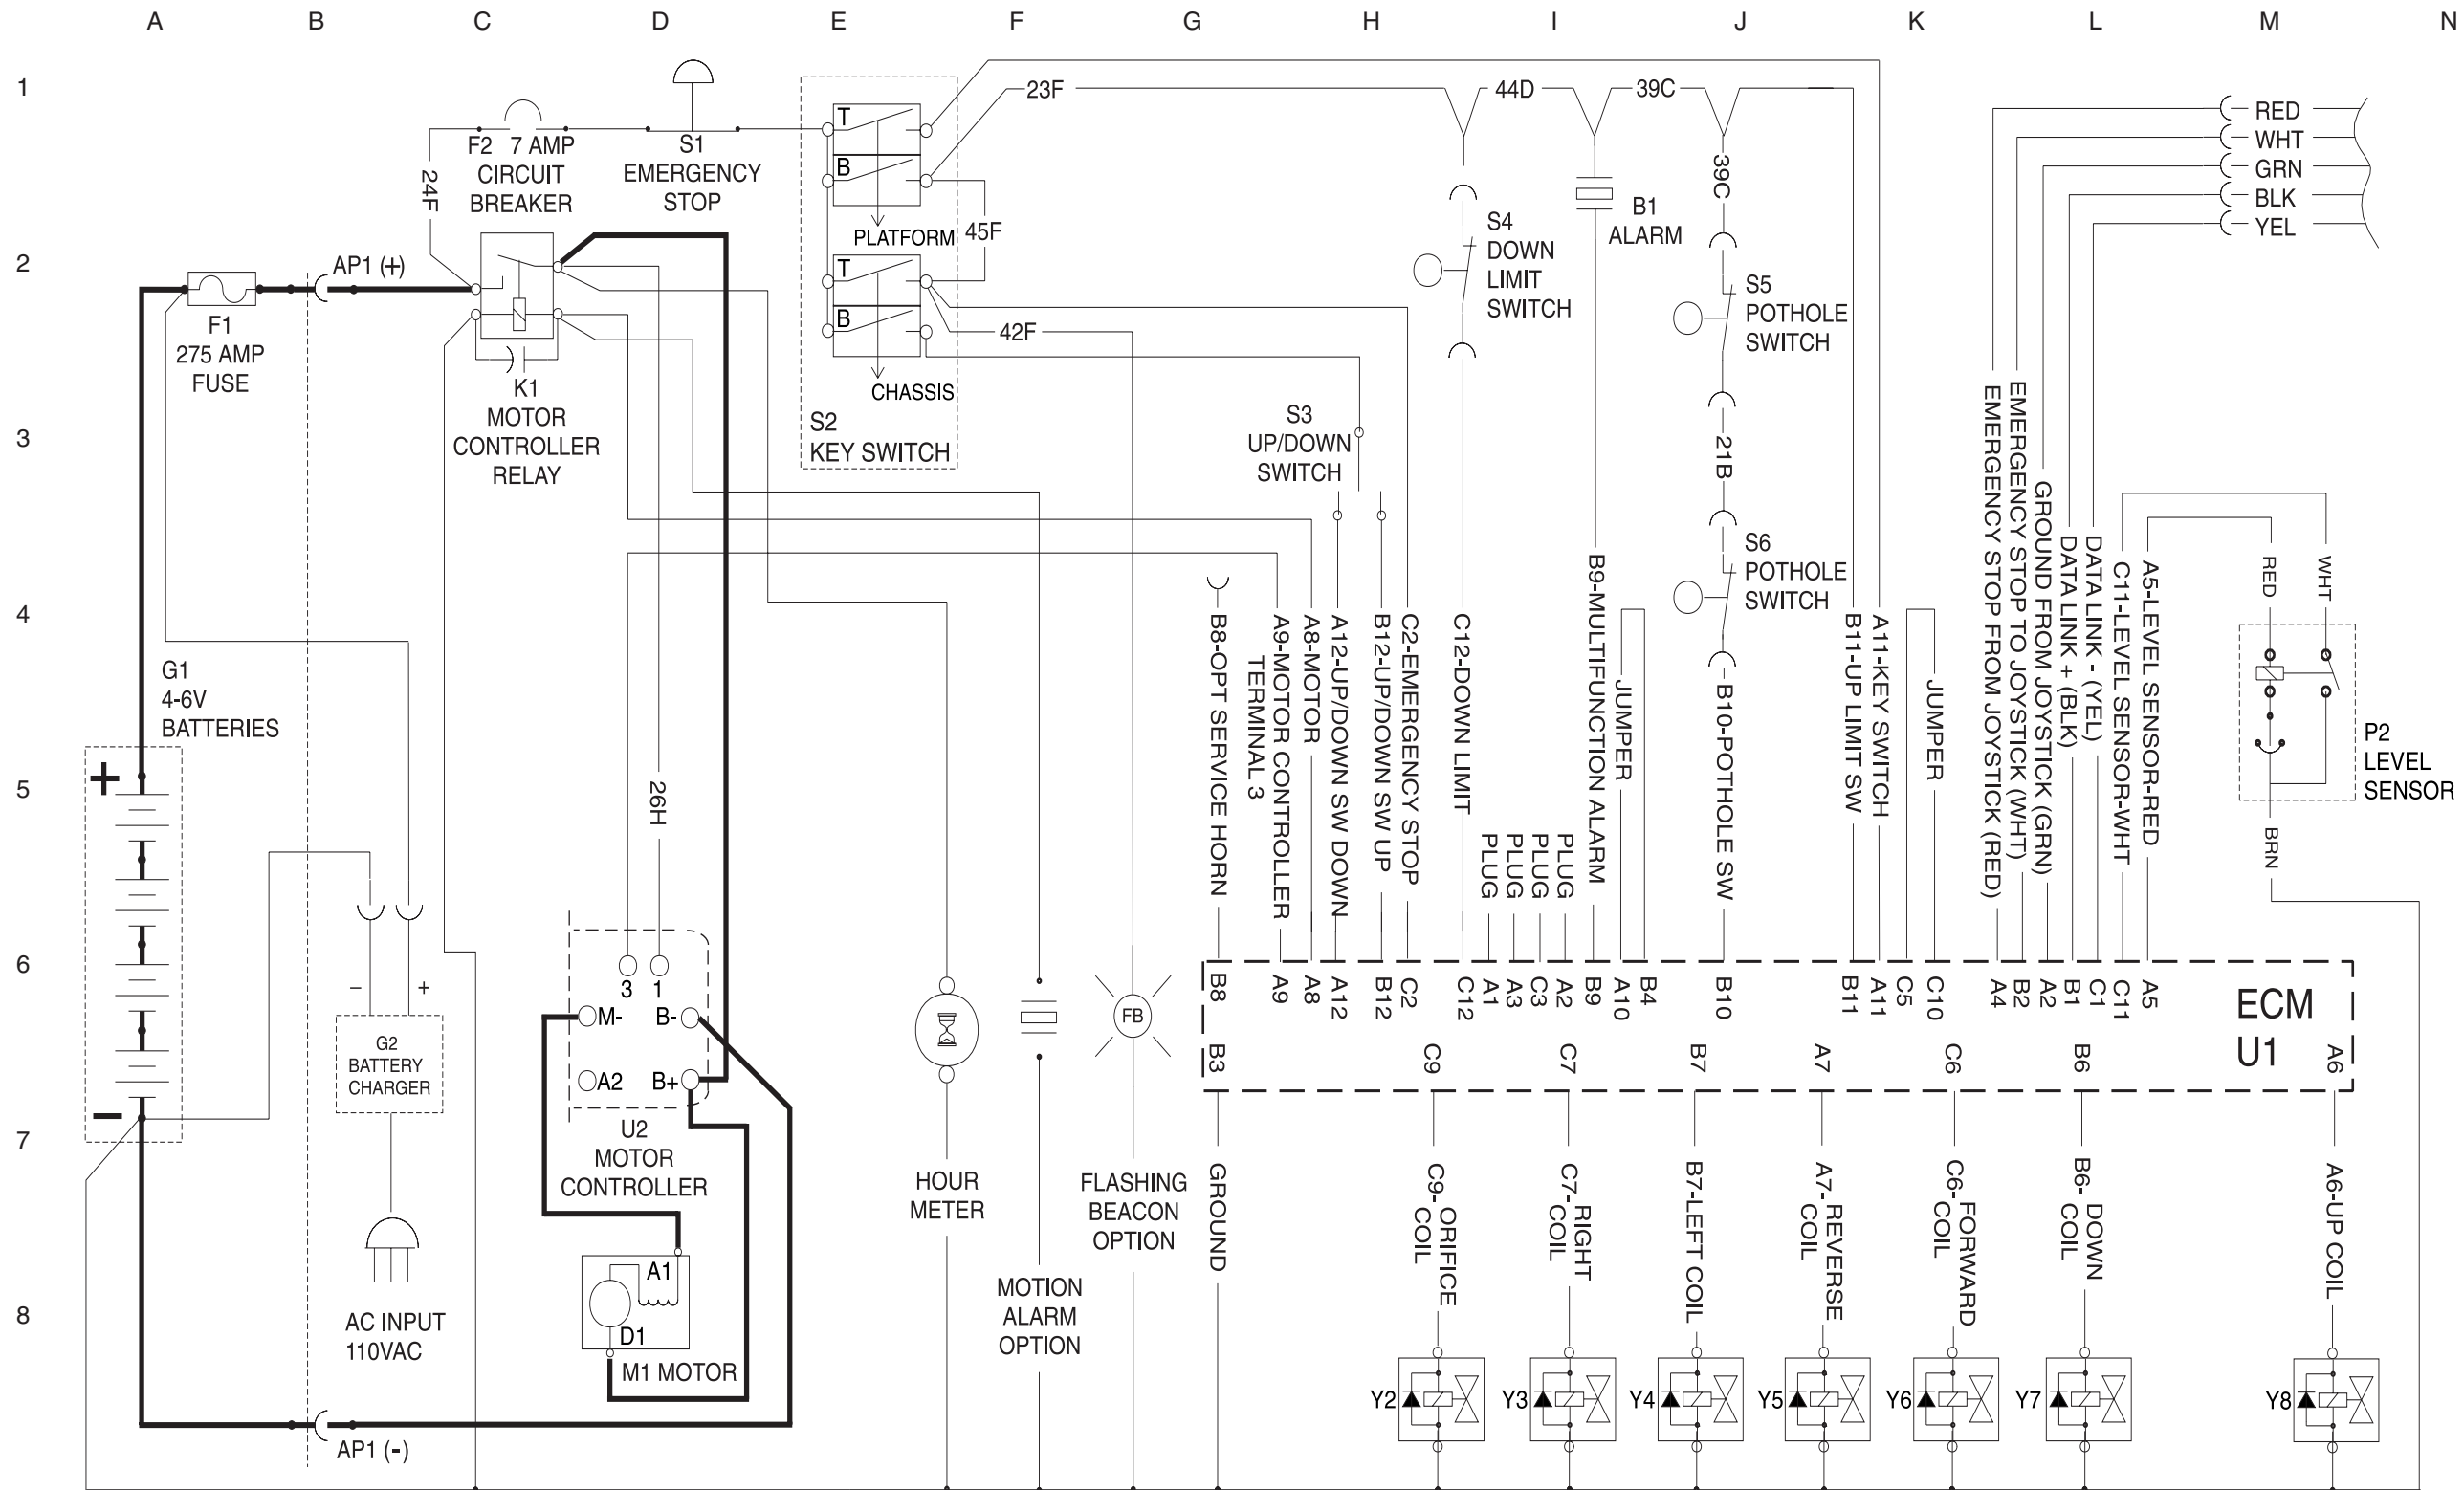 A B C D E F G H I J K L M N
1
2
3
4
5
6
7
8
F2 7 AMP
CIRCUIT
BREAKER
24F
S1
EMERGENCY
STOP
T
B
PLATFORM
45F
T
B
CHASSIS
S2
KEY SWITCH
23F
44D
39C
39C
42F
AP1 (+)
F1
275 AMP
FUSE
K1
MOTOR
CONTROLLER
RELAY
S4
DOWN
LIMIT
SWITCH
B1
ALARM
S5
POTHOLE
SWITCH
21B
S6
POTHOLE
SWITCH
S3
UP/DOWN
SWITCH
RED
WHT
GRN
BLK
YEL
G1
4-6V
BATTERIES
+
−
− +
G2
BATTERY
CHARGER
AC INPUT
110VAC
AP1 (-)
26H
3 1
M- B-
A2 B+
U2
MOTOR
CONTROLLER
A1
D1
M1 MOTOR
HOUR
METER
MOTION
ALARM
OPTION
FB
FLASHING
BEACON
OPTION
B8-OPT SERVICE HORN
A9-MOTOR CONTROLLER
TERMINAL 3
A8-MOTOR
A12-UP/DOWN SW DOWN
B12-UP/DOWN SW UP
C2-EMERGENCY STOP
C12-DOWN LIMIT
PLUG
PLUG
PLUG
PLUG
B9-MULTIFUNCTION ALARM
JUMPER
B10-POTHOLE SW
B11-UP LIMIT SW
A11-KEY SWITCH
JUMPER
EMERGENCY STOP FROM JOYSTICK (RED)
EMERGENCY STOP TO JOYSTICK (WHT)
GROUND FROM JOYSTICK (GRN)
DATA LINK + (BLK)
DATA LINK - (YEL)
C11-LEVEL SENSOR-WHT
A5-LEVEL SENSOR-RED
RED
WHT
P2
LEVEL
SENSOR
BRN
B8 A9 A8 A12 B12 C2 C12 A1 A3 C3 A2 B9 A10 B4 B10 B11 A11 C5 C10 A4 B2 A2 B1 C1 C11 A5
ECM
U1
B3 C9 C7 B7 A7 C6 B6 A6
GROUND
C9-ORIFICE
COIL
C7-RIGHT
COIL
B7-LEFT COIL
A7-REVERSE
COIL
C6-FORWARD
COIL
B6-DOWN
COIL
A6-UP COIL
Y2 Y3 Y4 Y5 Y6 Y7 Y8